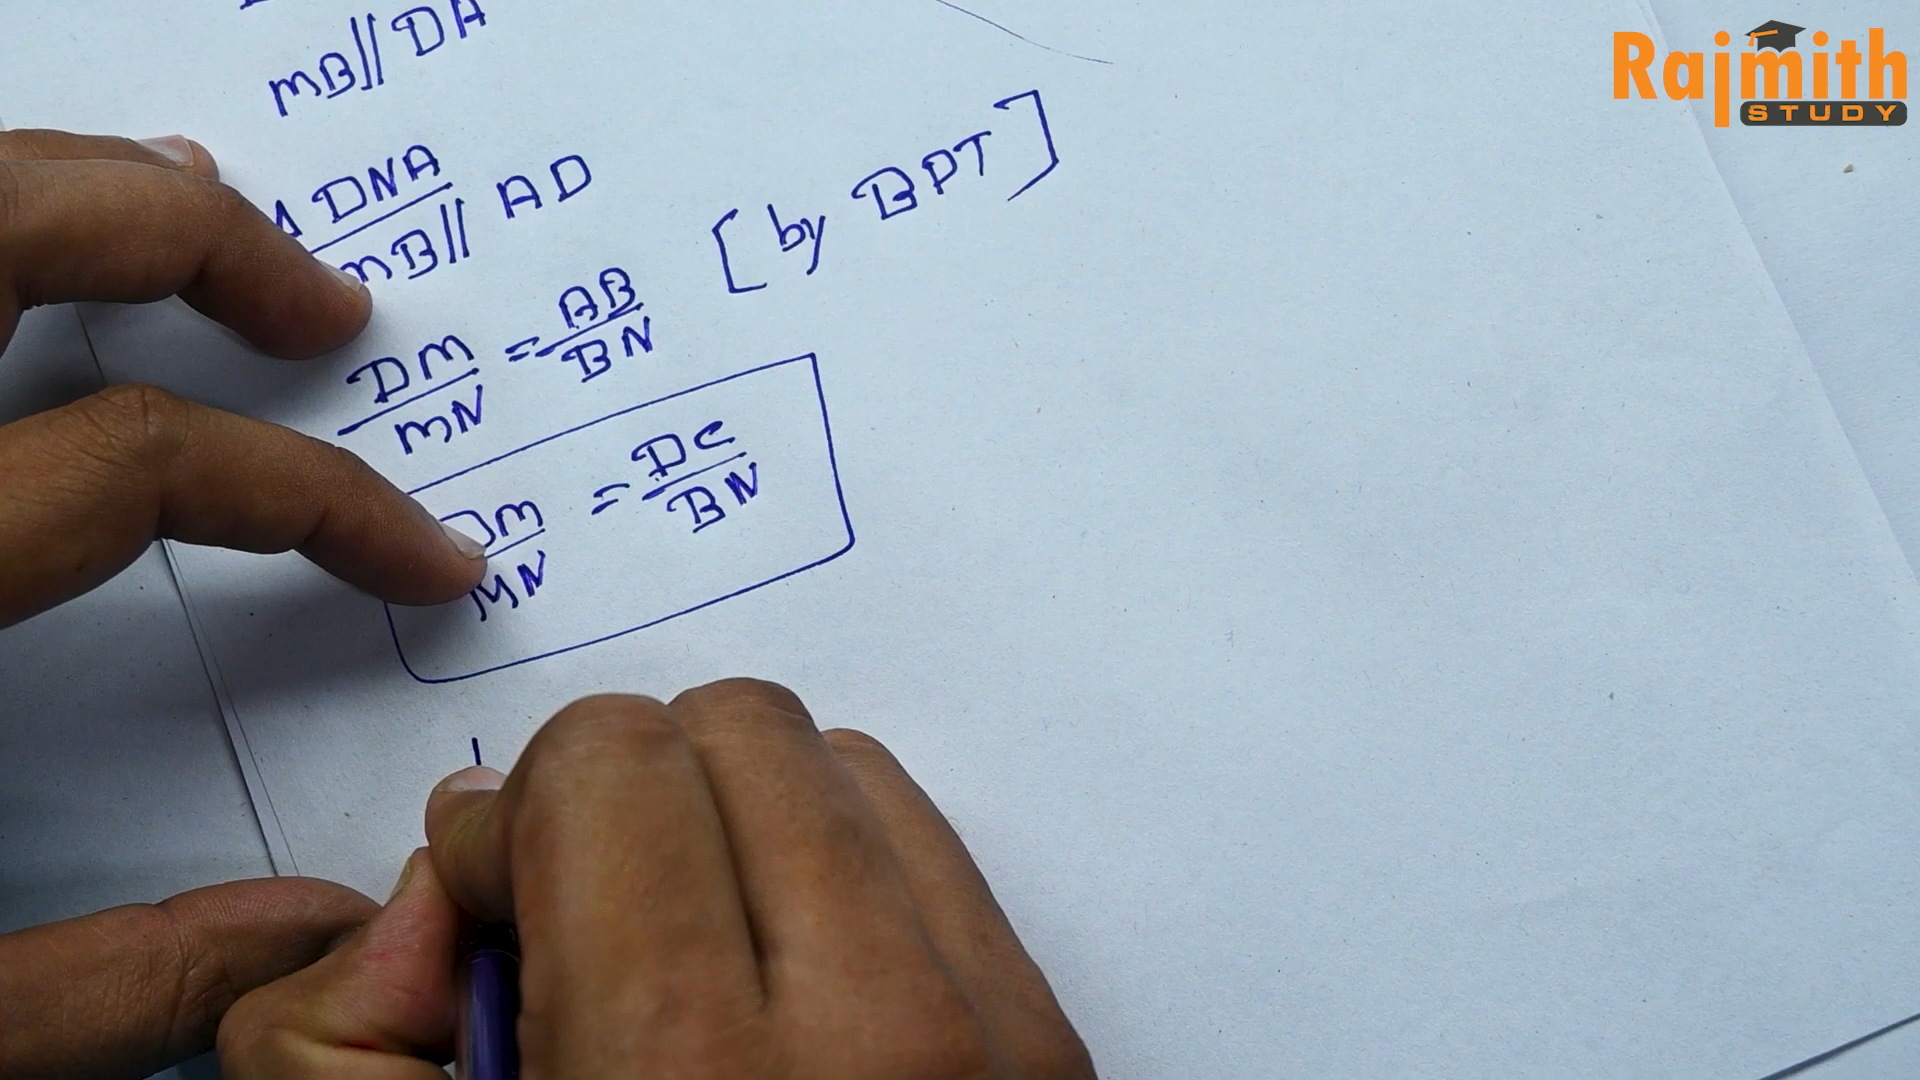 Rajmith
STUDY
mB//DA
Δ DNA
mB// AD
DM/mN = AB/BN [by BPT]
DM/MN = DC/BN